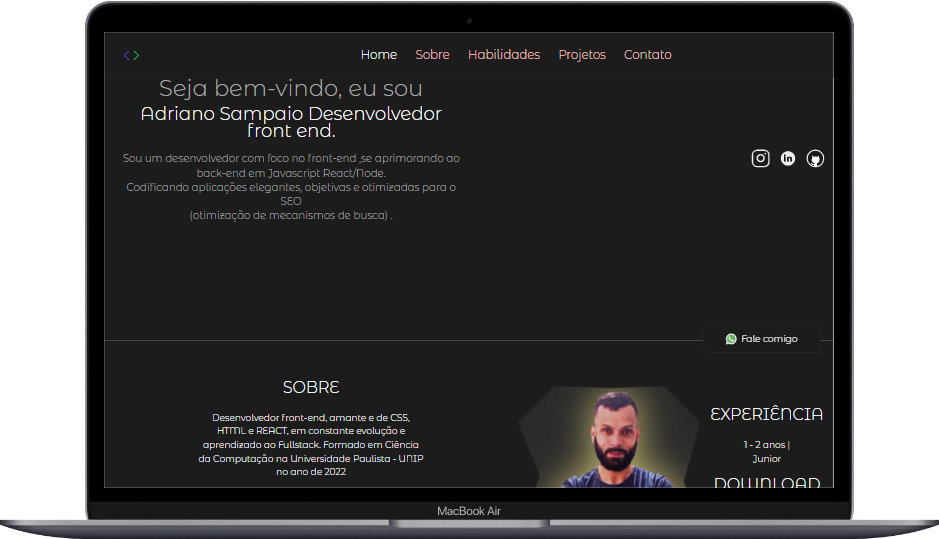 < >
Home Sobre Habilidades Projetos Contato
Seja bem-vindo, eu sou
Adriano Sampaio Desenvolvedor
front end.
Sou um desenvolvedor com foco no front-end ,se aprimorando ao
back-end em Javascript React/Node.
Codificando aplicações elegantes, objetivas e otimizadas para o
SEO
(otimização de mecanismos de busca) .
in
Fale comigo
SOBRE
Desenvolvedor front-end, amante e de CSS,
HTML e REACT, em constante evolução e
aprendizado ao Fullstack. Formado em Ciência
da Computação na Universidade Paulista - UNIP
no ano de 2022
EXPERIÊNCIA
1 - 2 anos |
Junior
DOWNLOAD
MacBook Air